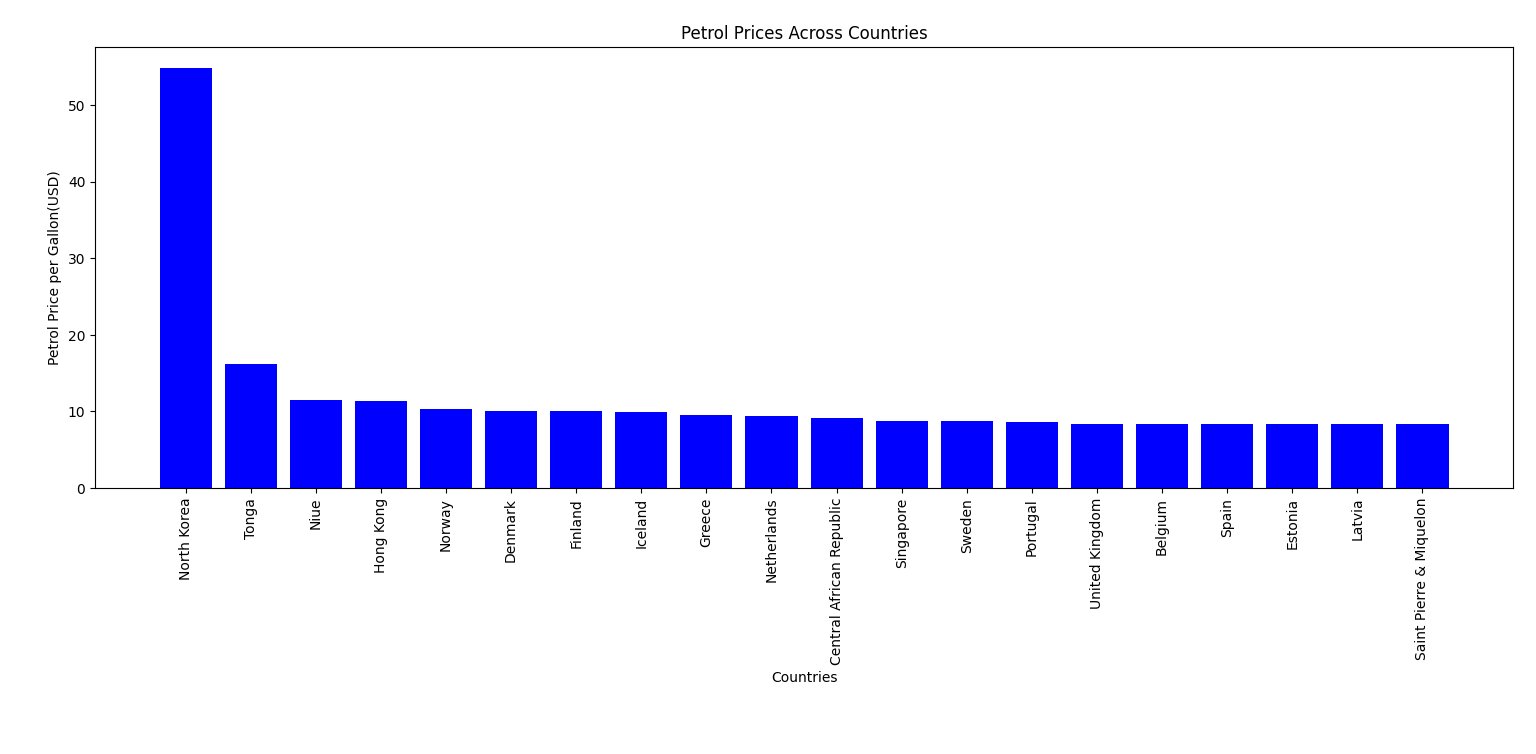 Petrol Prices Across Countries
Petrol Price per Gallon(USD)
50
40
30
20
10
0
North Korea
Tonga
Niue
Hong Kong
Norway
Denmark
Finland
Iceland
Greece
Netherlands
Central African Republic
Singapore
Sweden
Portugal
United Kingdom
Belgium
Spain
Estonia
Latvia
Saint Pierre & Miquelon
Countries